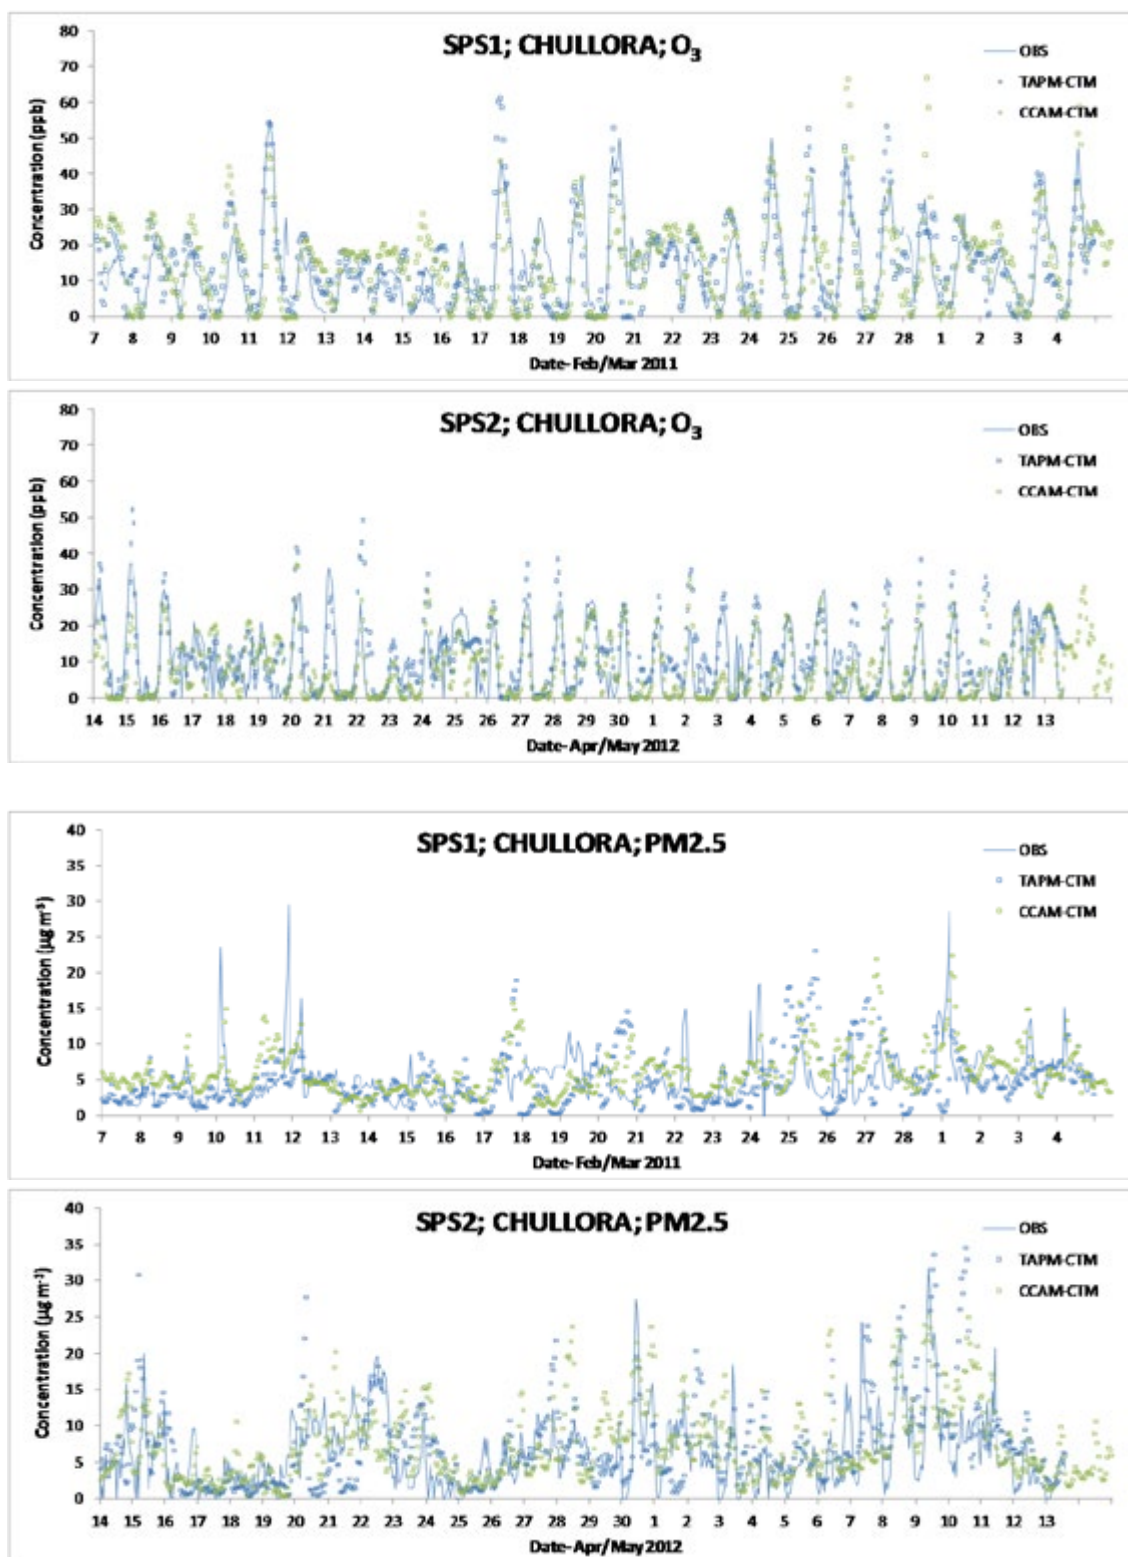 SPS1; CHULLORA; O3
OBS
TAPM-CTM
CCAM-CTM
Concentration (ppb)
80
70
60
50
40
30
20
10
0
7 8 9 10 11 12 13 14 15 16 17 18 19 20 21 22 23 24 25 26 27 28 1 2 3 4
Date- Feb/Mar 2011
SPS2; CHULLORA; O3
OBS
TAPM-CTM
CCAM-CTM
Concentration (ppb)
80
70
60
50
40
30
20
10
0
14 15 16 17 18 19 20 21 22 23 24 25 26 27 28 29 30 1 2 3 4 5 6 7 8 9 10 11 12 13
Date- Apr/May 2012
SPS1; CHULLORA; PM2.5
OBS
TAPM-CTM
CCAM-CTM
Concentration (µg m-3)
40
35
30
25
20
15
10
5
0
7 8 9 10 11 12 13 14 15 16 17 18 19 20 21 22 23 24 25 26 27 28 1 2 3 4
Date- Feb/Mar 2011
SPS2; CHULLORA; PM2.5
OBS
TAPM-CTM
CCAM-CTM
Concentration (µg m-3)
40
35
30
25
20
15
10
5
0
14 15 16 17 18 19 20 21 22 23 24 25 26 27 28 29 30 1 2 3 4 5 6 7 8 9 10 11 12 13
Date- Apr/May 2012